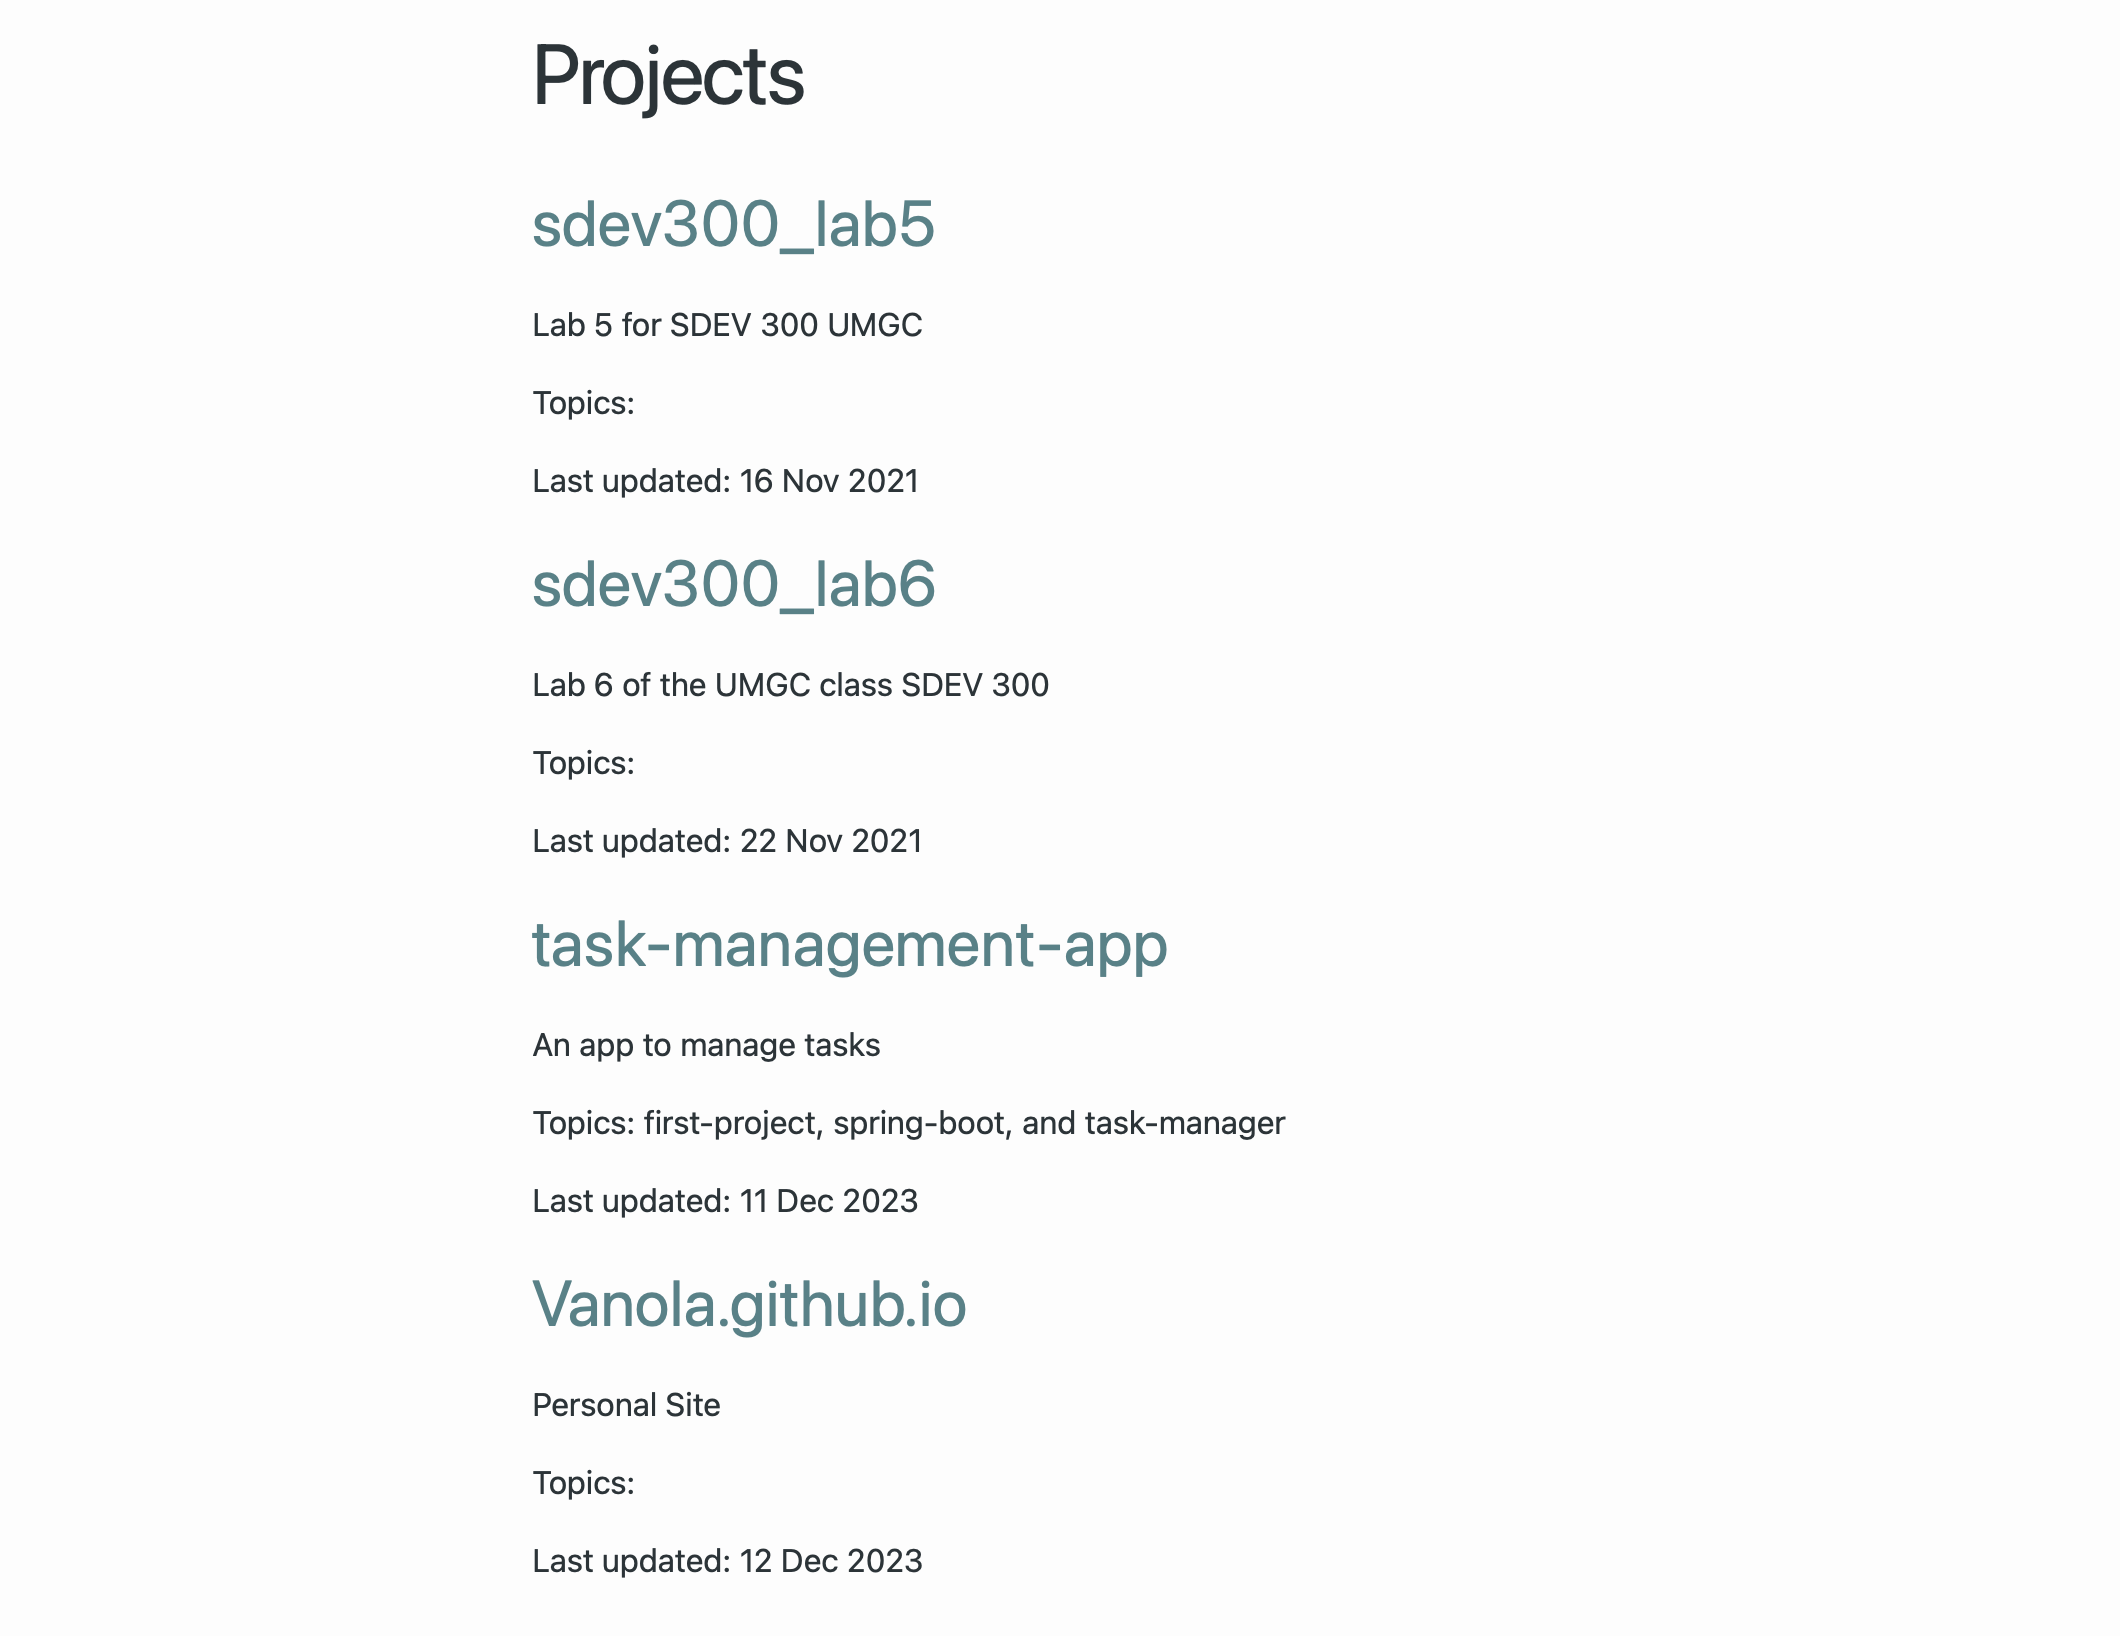 Projects
sdev300_lab5
Lab 5 for SDEV 300 UMGC
Topics:
Last updated: 16 Nov 2021
sdev300_lab6
Lab 6 of the UMGC class SDEV 300
Topics:
Last updated: 22 Nov 2021
task-management-app
An app to manage tasks
Topics: first-project, spring-boot, and task-manager
Last updated: 11 Dec 2023
Vanola.github.io
Personal Site
Topics:
Last updated: 12 Dec 2023